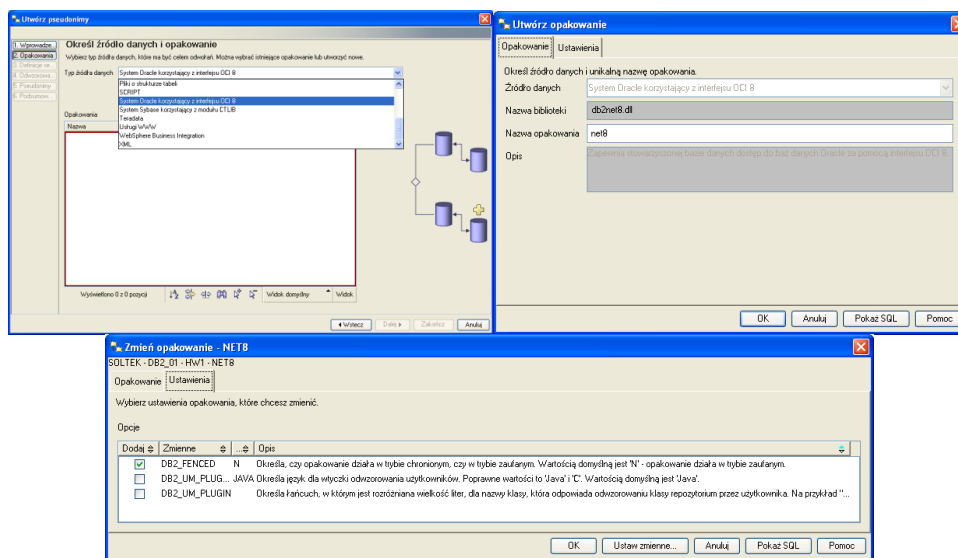 Utwórz pseudonimy
1. Wprowadze...
2. Opakowania
3. Definicje se...
4. Odwzorowa...
5. Pseudonimy
6. Podsumow...
Określ źródło danych i opakowanie
Wybierz typ źródła danych, które ma być celem odwołań. Można wybrać istniejące opakowanie lub utworzyć nowe.
Typ źródła danych
System Oracle korzystający z interfejsu OCI 8
Pliki o strukturze tabeli
SCRIPT
System Oracle korzystający z interfejsu OCI 8
System Sybase korzystający z modułu CTLIB
Teradata
Usługi WWW
WebSphere Business Integration
XML
Opakowania
Nazwa
Wyświetlono 0 z 0 pozycji
Widok domyślny
Widok
Wstecz
Dalej
Zakończ
Anuluj
Utwórz opakowanie
Opakowanie
Ustawienia
Określ źródło danych i unikalną nazwę opakowania.
Źródło danych
System Oracle korzystający z interfejsu OCI 8
Nazwa biblioteki
db2net8.dll
Nazwa opakowania
net8
Opis
Zapewnia stowarzyszonej bazie danych dostęp do baz danych Oracle za pomocą interfejsu OCI 8.
OK
Anuluj
Pokaż SQL
Pomoc
Zmień opakowanie - NET8
SOLTEK - DB2_01 - HW1 - NET8
Opakowanie
Ustawienia
Wybierz ustawienia opakowania, które chcesz zmienić.
Opcje
Dodaj Zmienne ... Opis
DB2_FENCED N Określa, czy opakowanie działa w trybie chronionym, czy w trybie zaufanym. Wartością domyślną jest 'N' - opakowanie działa w trybie zaufanym.
DB2_UM_PLUG... JAVA Określa język dla wtyczki odwzorowania użytkowników. Poprawne wartości to 'Java' i 'C'. Wartością domyślną jest 'Java'.
DB2_UM_PLUGIN Określa łańcuch, w którym jest rozróżniana wielkość liter, dla nazwy klasy, która odpowiada odwzorowaniu klasy repozytorium przez użytkownika. Na przykład "...
OK
Ustaw zmienne...
Anuluj
Pokaż SQL
Pomoc